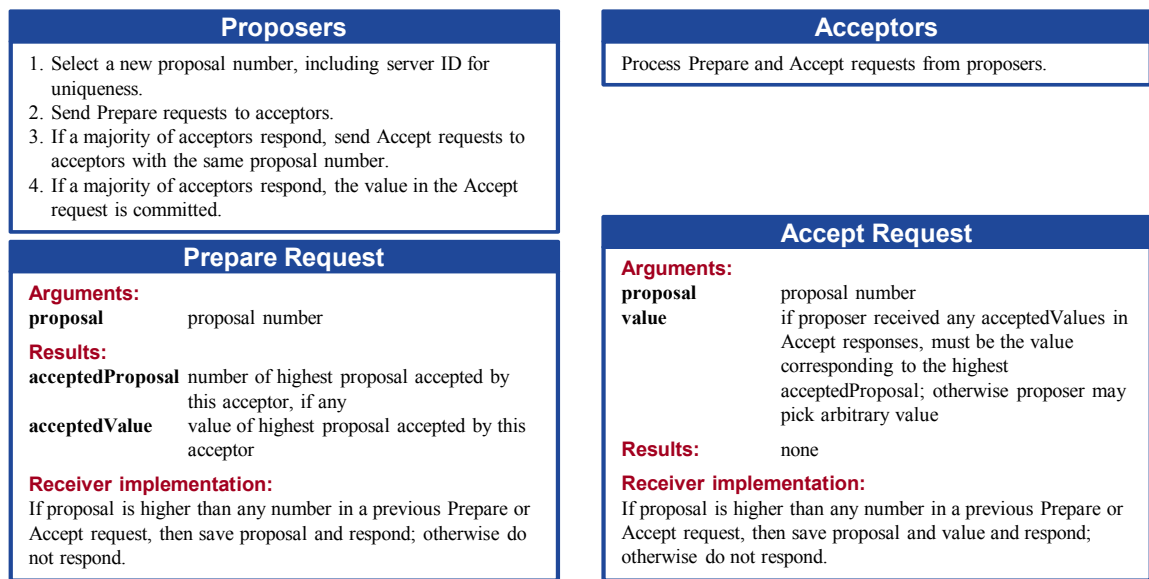 Proposers
1. Select a new proposal number, including server ID for
uniqueness.
2. Send Prepare requests to acceptors.
3. If a majority of acceptors respond, send Accept requests to
acceptors with the same proposal number.
4. If a majority of acceptors respond, the value in the Accept
request is committed.
Acceptors
Process Prepare and Accept requests from proposers.
Prepare Request
Arguments:
proposal proposal number
Results:
acceptedProposal number of highest proposal accepted by
this acceptor, if any
acceptedValue value of highest proposal accepted by this
acceptor
Receiver implementation:
If proposal is higher than any number in a previous Prepare or
Accept request, then save proposal and respond; otherwise do
not respond.
Accept Request
Arguments:
proposal proposal number
value if proposer received any acceptedValues in
Accept responses, must be the value
corresponding to the highest
acceptedProposal; otherwise proposer may
pick arbitrary value
Results: none
Receiver implementation:
If proposal is higher than any number in a previous Prepare or
Accept request, then save proposal and value and respond;
otherwise do not respond.